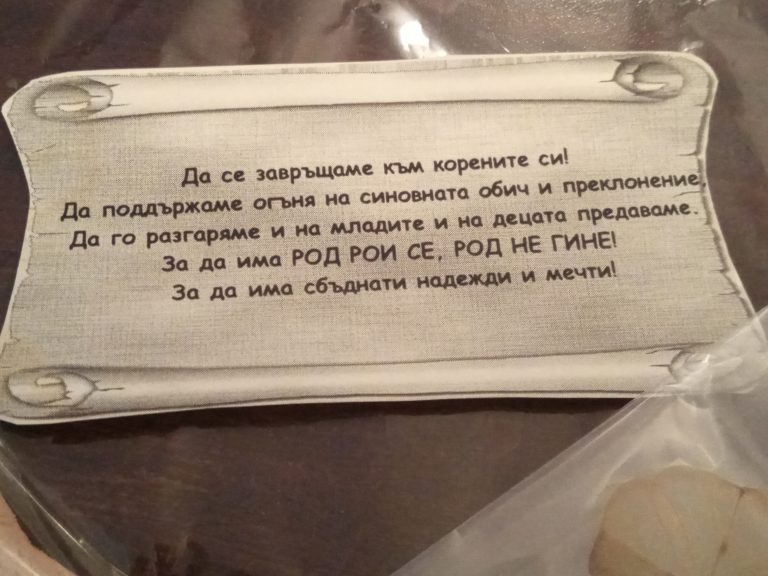 Да се завръщаме към корените си!
Да поддържаме огъня на синовната обич и преклонение,
Да го разгаряме и на младите и на децата предаваме.
За да има РОД РОИ СЕ, РОД НЕ ГИНЕ!
За да има сбъднати надежди и мечти!